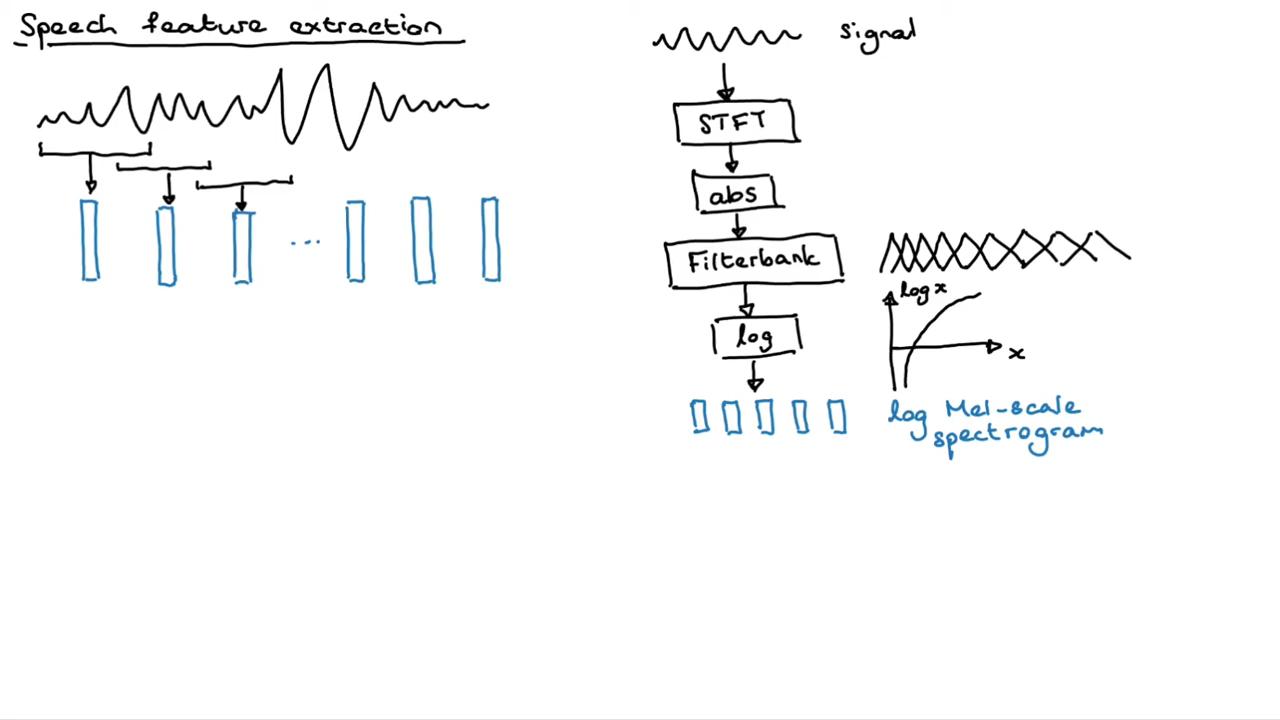 Speech feature extraction
signal
STFT
abs
Filterbank
log x
log
x
log Mel-scale
spectrogram
...